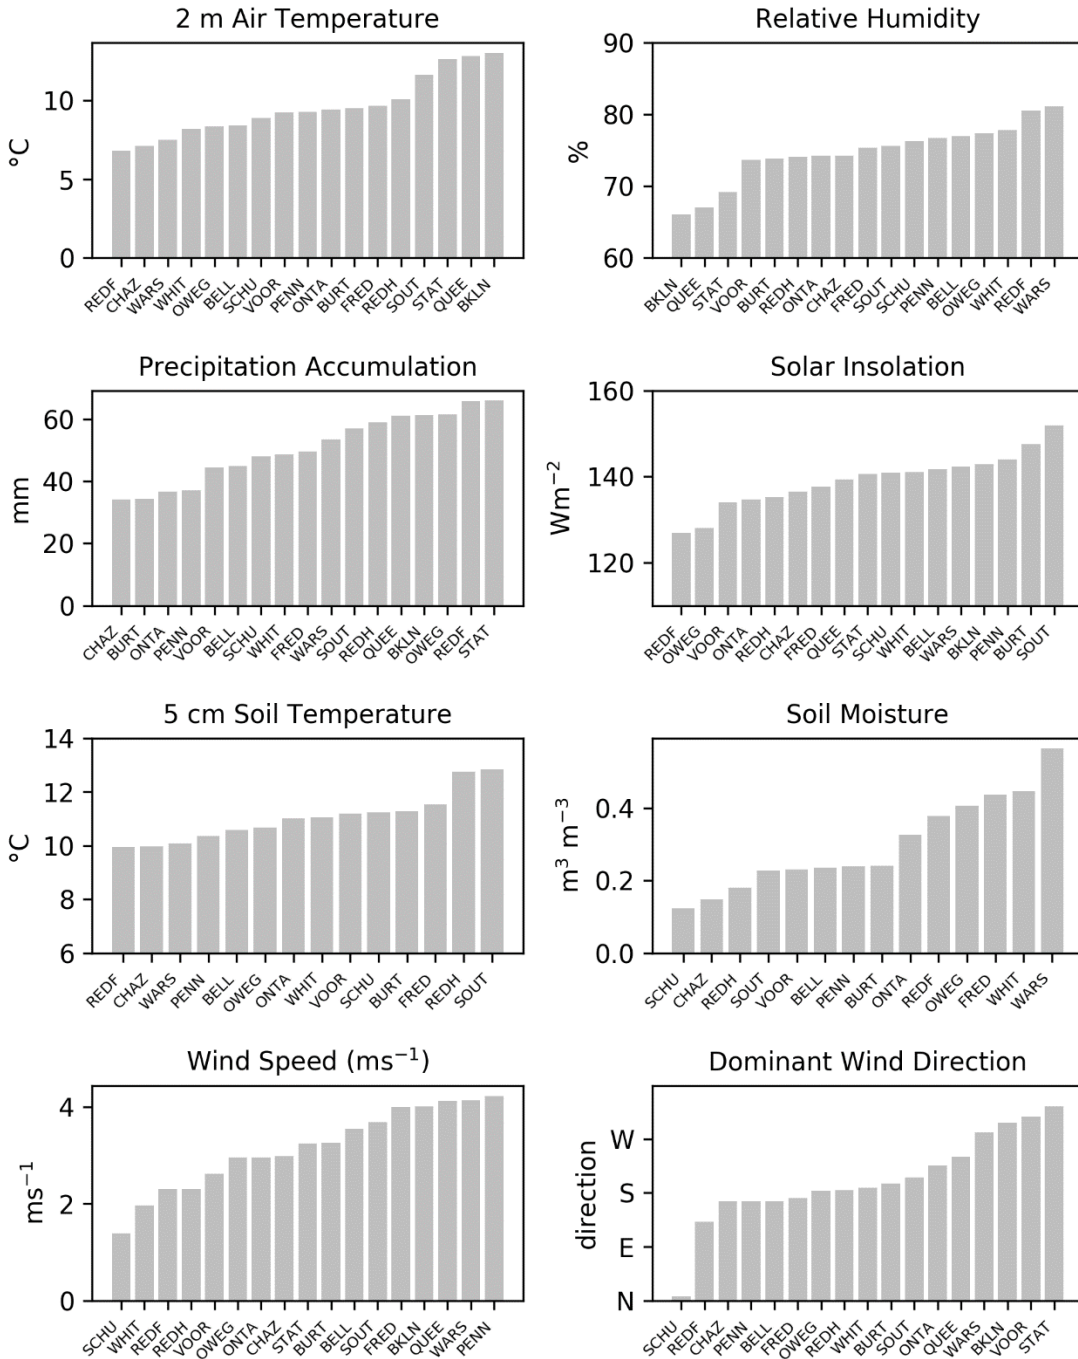 2 m Air Temperature
°C
10
5
0
REDF CHAZ WARS WHIT OWEG BELL SCHU VOOR PENN ONTA BURT FRED REDH SOUT STAT QUEE BKLN
Relative Humidity
%
90
80
70
60
BKLN QUEE STAT VOOR BURT REDH ONTA CHAZ FRED SOUT SCHU PENN BELL OWEG WHIT REDF WARS
Precipitation Accumulation
mm
60
40
20
0
CHAZ BURT ONTA PENN VOOR BELL SCHU WHIT FRED WARS SOUT REDH QUEE BKLN OWEG REDF STAT
Solar Insolation
Wm⁻²
160
140
120
REDF OWEG VOOR ONTA REDH CHAZ FRED QUEE STAT SCHU WHIT BELL WARS BKLN PENN BURT SOUT
5 cm Soil Temperature
°C
14
12
10
8
6
REDF CHAZ WARS PENN BELL OWEG ONTA WHIT VOOR SCHU BURT FRED REDH SOUT
Soil Moisture
m³ m⁻³
0.4
0.2
0.0
SCHU CHAZ REDH SOUT VOOR BELL PENN BURT ONTA REDF OWEG FRED WHIT WARS
Wind Speed (ms⁻¹)
ms⁻¹
4
2
0
SCHU WHIT REDF REDH VOOR OWEG ONTA CHAZ STAT BURT BELL SOUT FRED BKLN QUEE WARS PENN
Dominant Wind Direction
direction
W
S
E
N
SCHU REDF CHAZ PENN BELL FRED OWEG REDH WHIT BURT SOUT ONTA QUEE WARS BKLN VOOR STAT